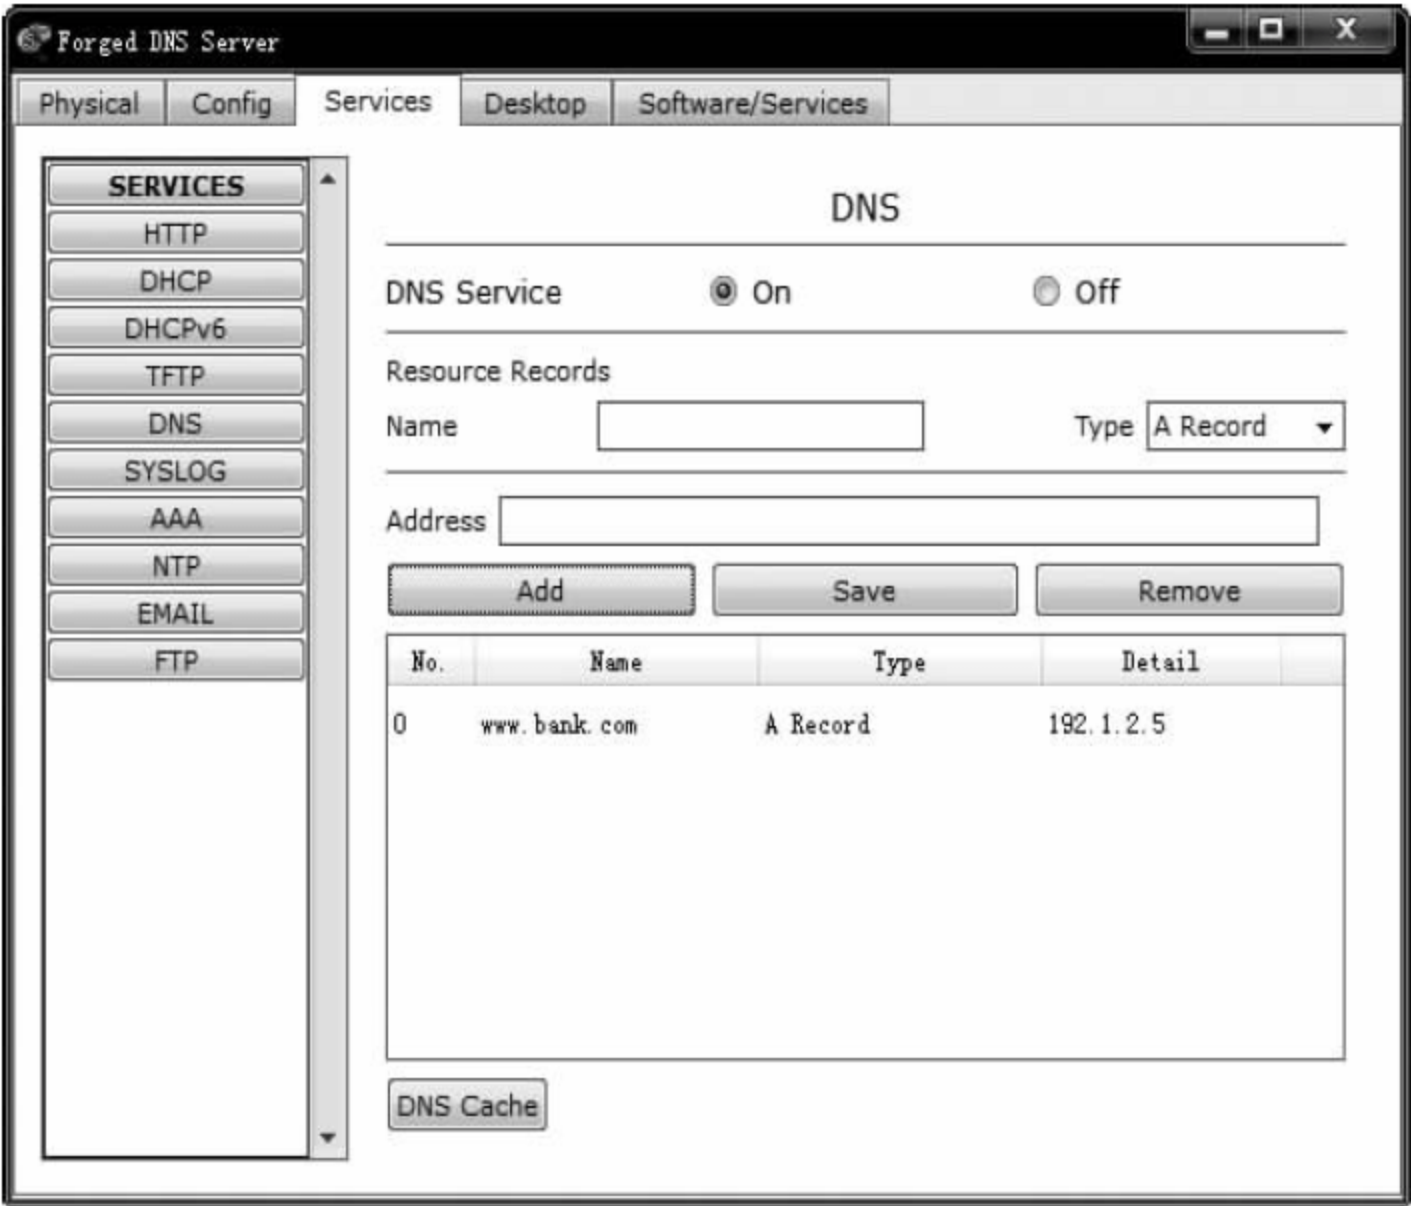 Forged DNS Server
X
Physical Config Services Desktop Software/Services
SERVICES
HTTP
DHCP
DHCPv6
TFTP
DNS
SYSLOG
AAA
NTP
EMAIL
FTP
DNS
DNS Service On Off
Resource Records
Name Type A Record
Address
Add Save Remove
No. Name Type Detail
0 www.bank.com A Record 192.1.2.5
DNS Cache